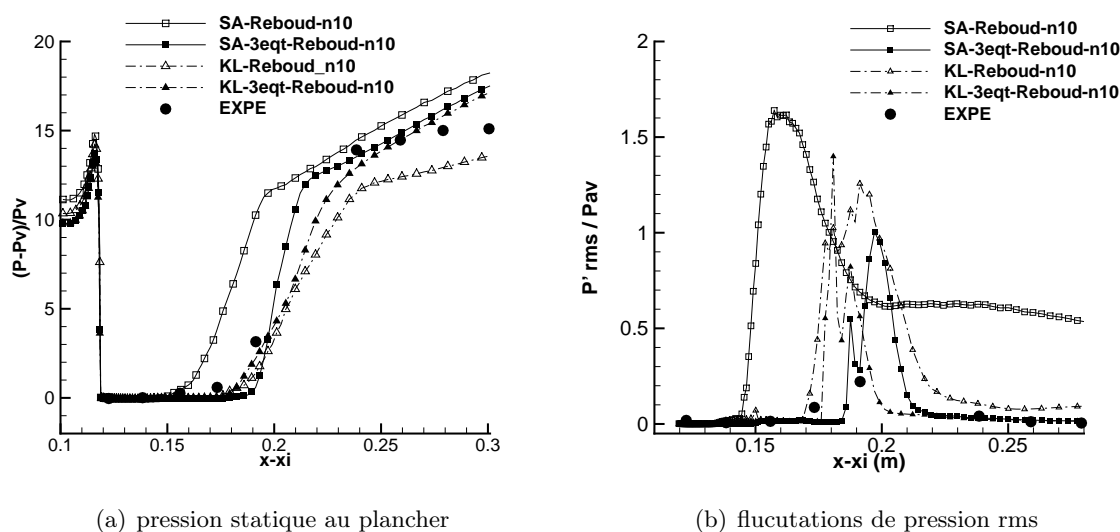 SA-Reboud-n10
SA-3eqt-Reboud-n10
KL-Reboud_n10
KL-3eqt-Reboud-n10
EXPE
(P-Pv)/Pv
20
15
10
5
0
0.1
0.15
0.2
0.25
0.3
x-xi
(a) pression statique au plancher
SA-Reboud-n10
SA-3eqt-Reboud-n10
KL-Reboud-n10
KL-3eqt-Reboud-n10
EXPE
P' rms / Pav
2
1.5
1
0.5
0
0.15
0.2
0.25
x-xi (m)
(b) flucutations de pression rms